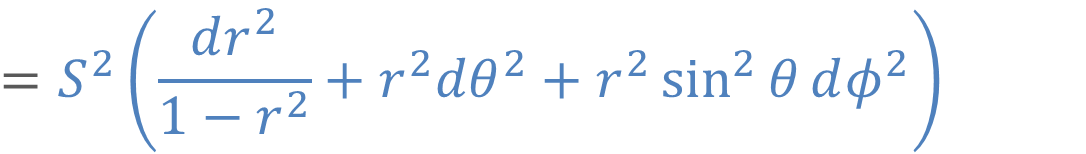 = S² ( dr² / (1 − r²) + r²dθ² + r² sin² θ dϕ² )